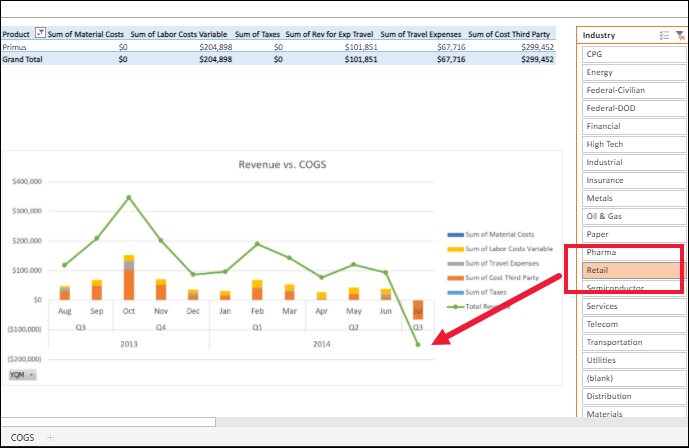 Product Sum of Material Costs Sum of Labor Costs Variable Sum of Taxes Sum of Rev for Exp Travel Sum of Travel Expenses Sum of Cost Third Party
Primus $0 $204,898 $0 $101,851 $67,716 $299,452
Grand Total $0 $204,898 $0 $101,851 $67,716 $299,452
Revenue vs. COGS
$400,000
$300,000
$200,000
$100,000
$0
($100,000)
($200,000)
Aug Sep Oct Nov Dec Jan Feb Mar Apr May Jun Jul
Q3 Q4 Q1 Q2 Q3
2013 2014
YQM
Sum of Material Costs
Sum of Labor Costs Variable
Sum of Travel Expenses
Sum of Cost Third Party
Sum of Taxes
Total Revenue
Industry
CPG
Energy
Federal-Civilian
Federal-DOD
Financial
High Tech
Industrial
Insurance
Metals
Oil & Gas
Paper
Pharma
Retail
Semiconductor
Services
Telecom
Transportation
Utilities
(blank)
Distribution
Materials
COGS